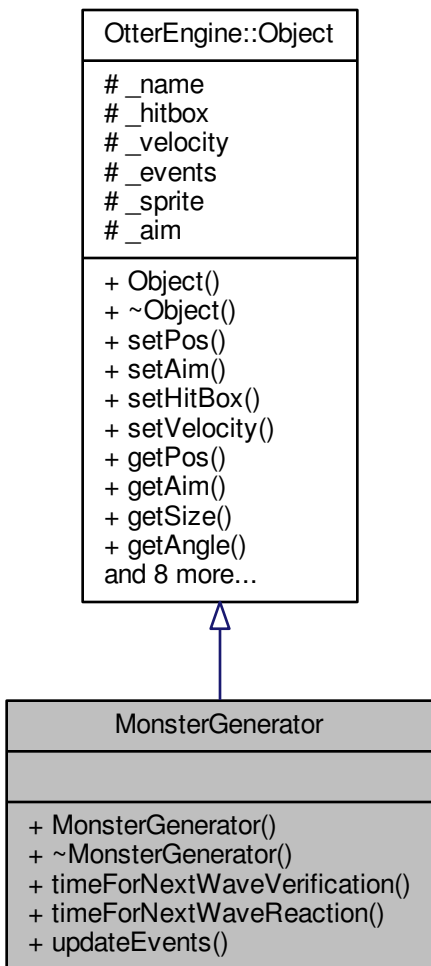 OtterEngine::Object
# _name
# _hitbox
# _velocity
# _events
# _sprite
# _aim
+ Object()
+ ~Object()
+ setPos()
+ setAim()
+ setHitBox()
+ setVelocity()
+ getPos()
+ getAim()
+ getSize()
+ getAngle()
and 8 more...
MonsterGenerator
+ MonsterGenerator()
+ ~MonsterGenerator()
+ timeForNextWaveVerification()
+ timeForNextWaveReaction()
+ updateEvents()